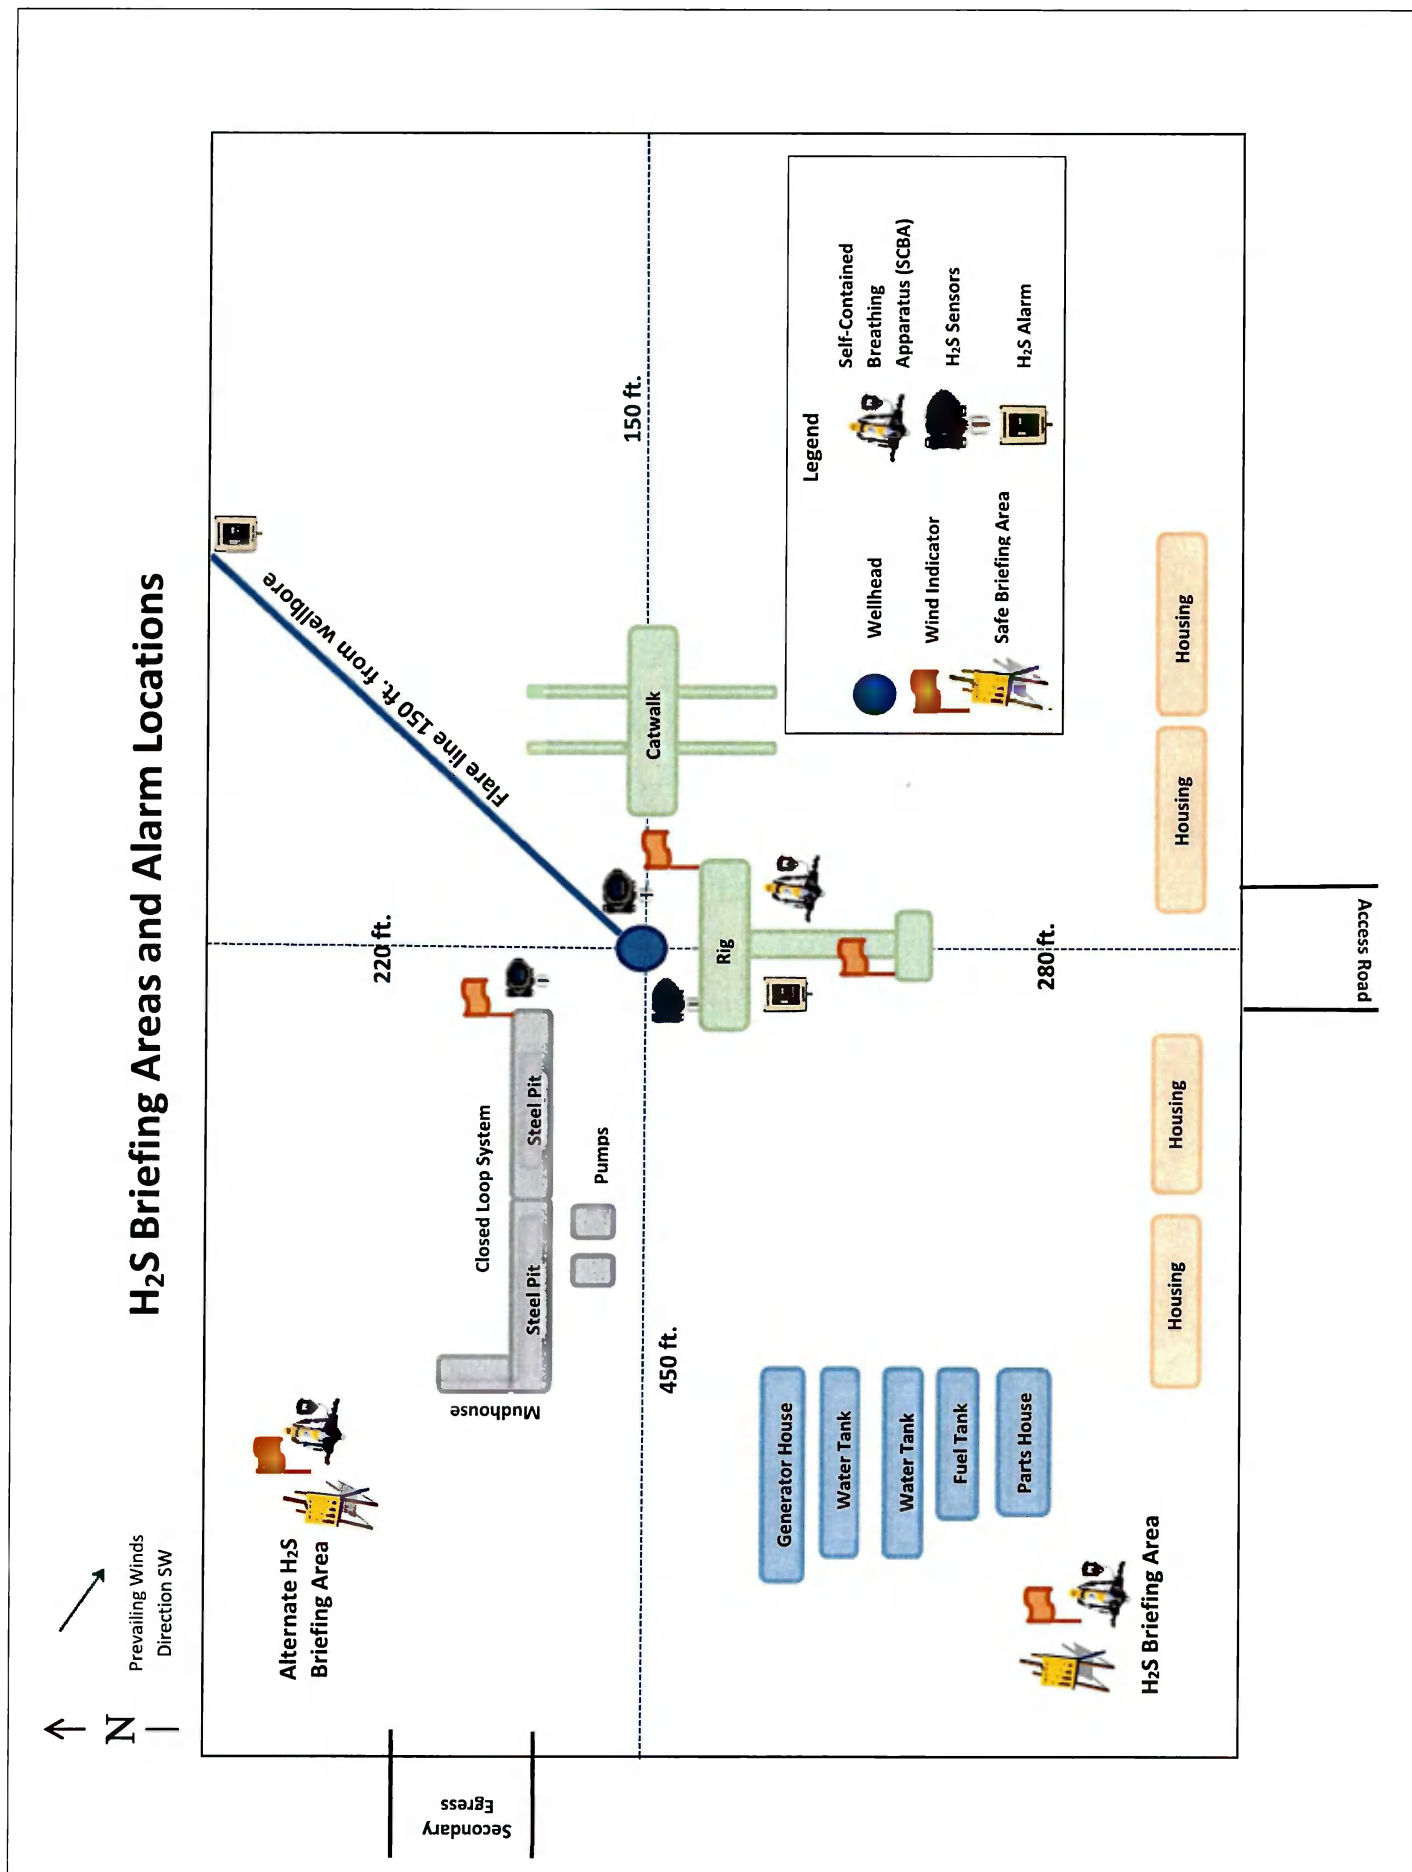 H₂S Briefing Areas and Alarm Locations
N
Prevailing Winds
Direction SW
Secondary
Egress
Alternate H₂S
Briefing Area
Mudhouse
Closed Loop System
Steel Pit
Steel Pit
Pumps
220 ft.
Flare line 150 ft. from wellbore
450 ft.
150 ft.
Catwalk
Rig
280 ft.
Generator House
Water Tank
Water Tank
Fuel Tank
Parts House
H₂S Briefing Area
Housing
Housing
Housing
Housing
Access Road
Legend
Wellhead
Wind Indicator
Safe Briefing Area
Self-Contained
Breathing
Apparatus (SCBA)
H₂S Sensors
H₂S Alarm